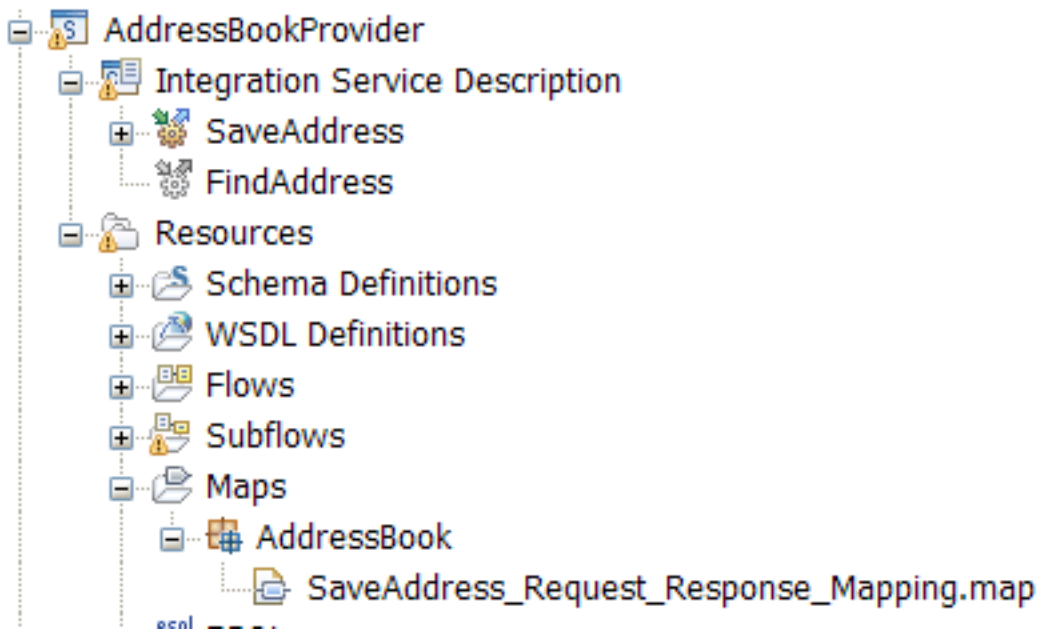 AddressBookProvider
Integration Service Description
SaveAddress
FindAddress
Resources
Schema Definitions
WSDL Definitions
Flows
Subflows
Maps
AddressBook
SaveAddress_Request_Response_Mapping.map